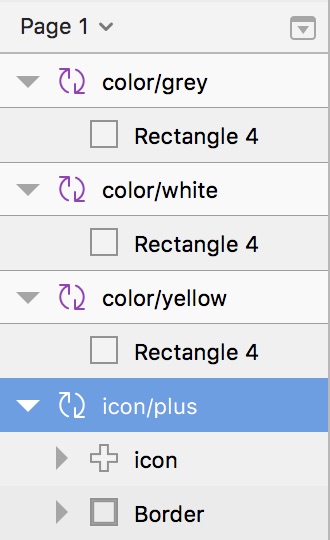 Page 1
color/grey
Rectangle 4
color/white
Rectangle 4
color/yellow
Rectangle 4
icon/plus
icon
Border